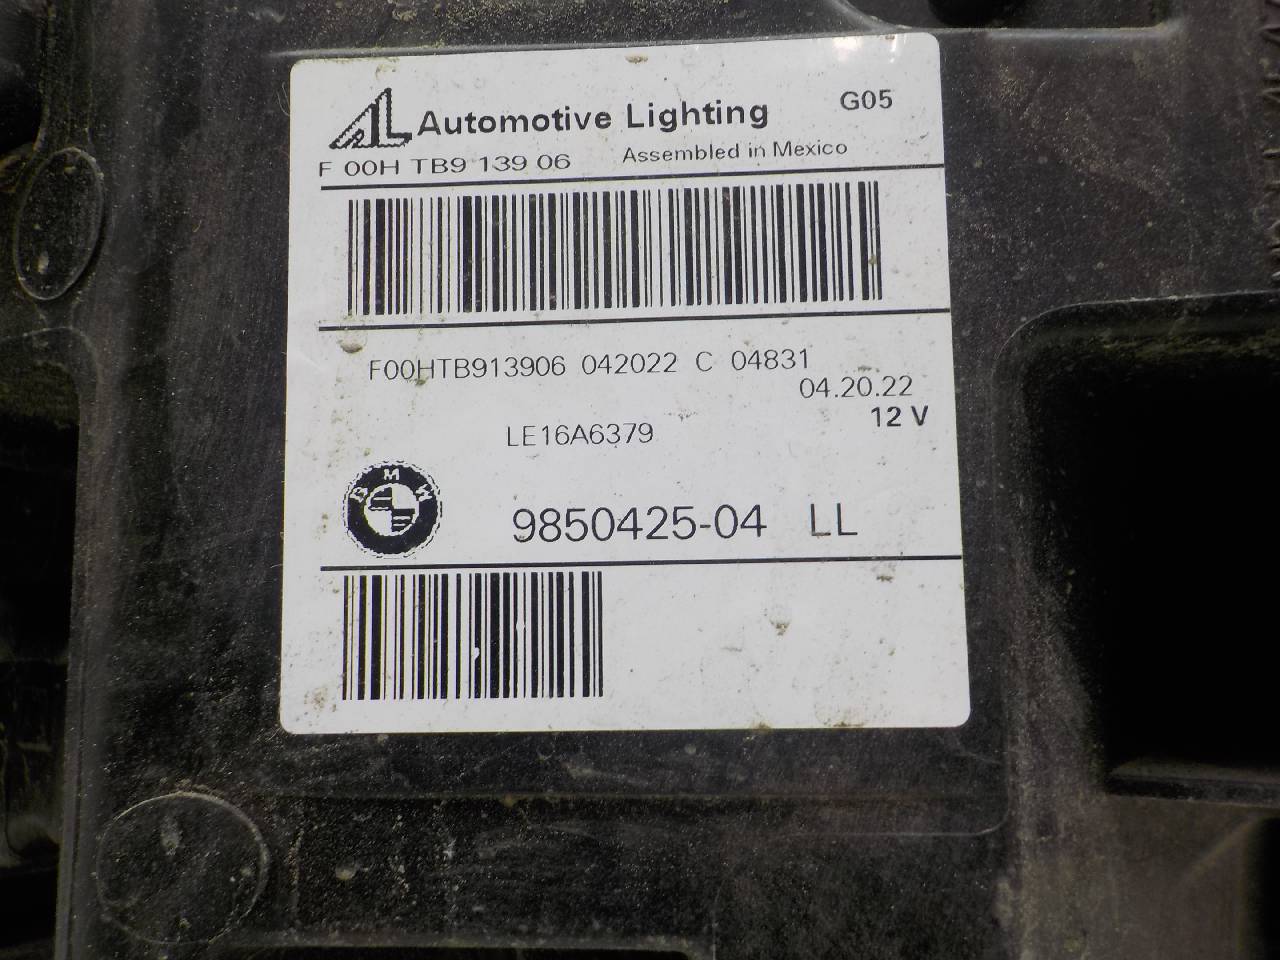 AL Automotive Lighting G05
F 00H TB9 139 06 Assembled in Mexico
F00HTB913906 042022 C 04831
04.20.22
12 V
LE16A6379
BMW
9850425-04 LL